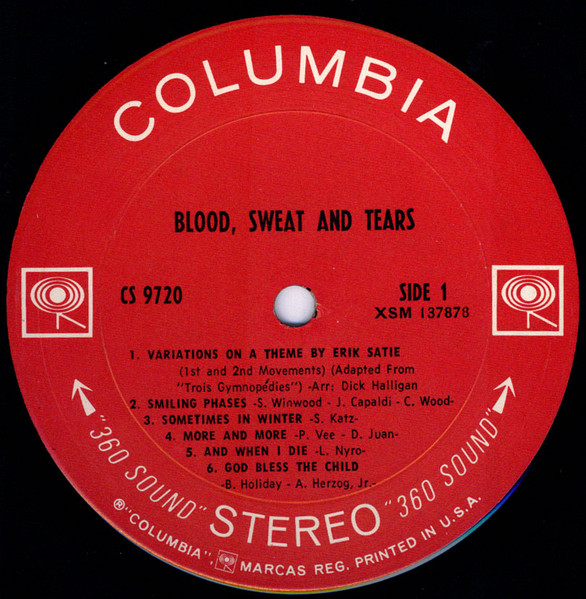 COLUMBIA
BLOOD, SWEAT AND TEARS
CS 9720
SIDE 1
XSM 137878
1. VARIATIONS ON A THEME BY ERIK SATIE
(1st and 2nd Movements) (Adapted From
"Trois Gymnopédies") -Arr: Dick Halligan
2. SMILING PHASES -S. Winwood - J. Capaldi - C. Wood-
3. SOMETIMES IN WINTER -S. Katz-
4. MORE AND MORE -P. Vee - D. Juan-
5. AND WHEN I DIE -L. Nyro-
6. GOD BLESS THE CHILD
-B. Holiday - A. Herzog, Jr.-
"360 SOUND" STEREO "360 SOUND"
®"COLUMBIA", MARCAS REG. PRINTED IN U.S.A.